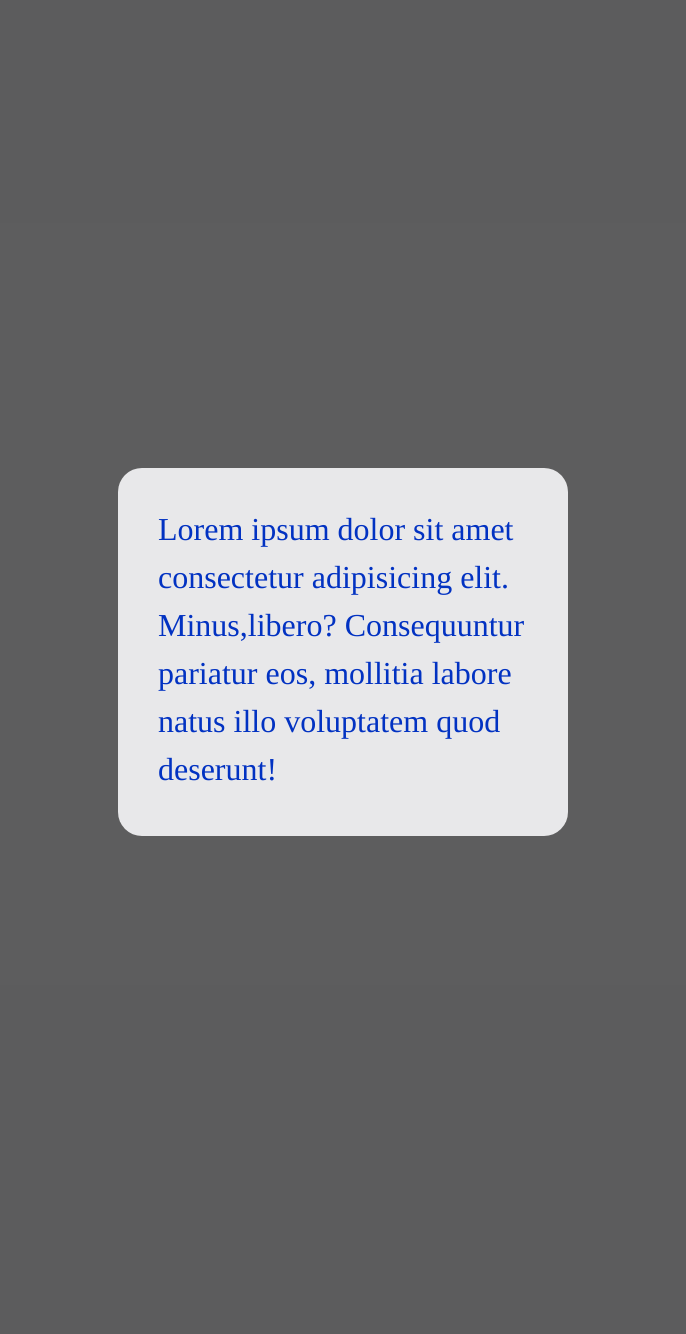 Lorem ipsum dolor sit amet
consectetur adipisicing elit.
Minus,libero? Consequuntur
pariatur eos, mollitia labore
natus illo voluptatem quod
deserunt!